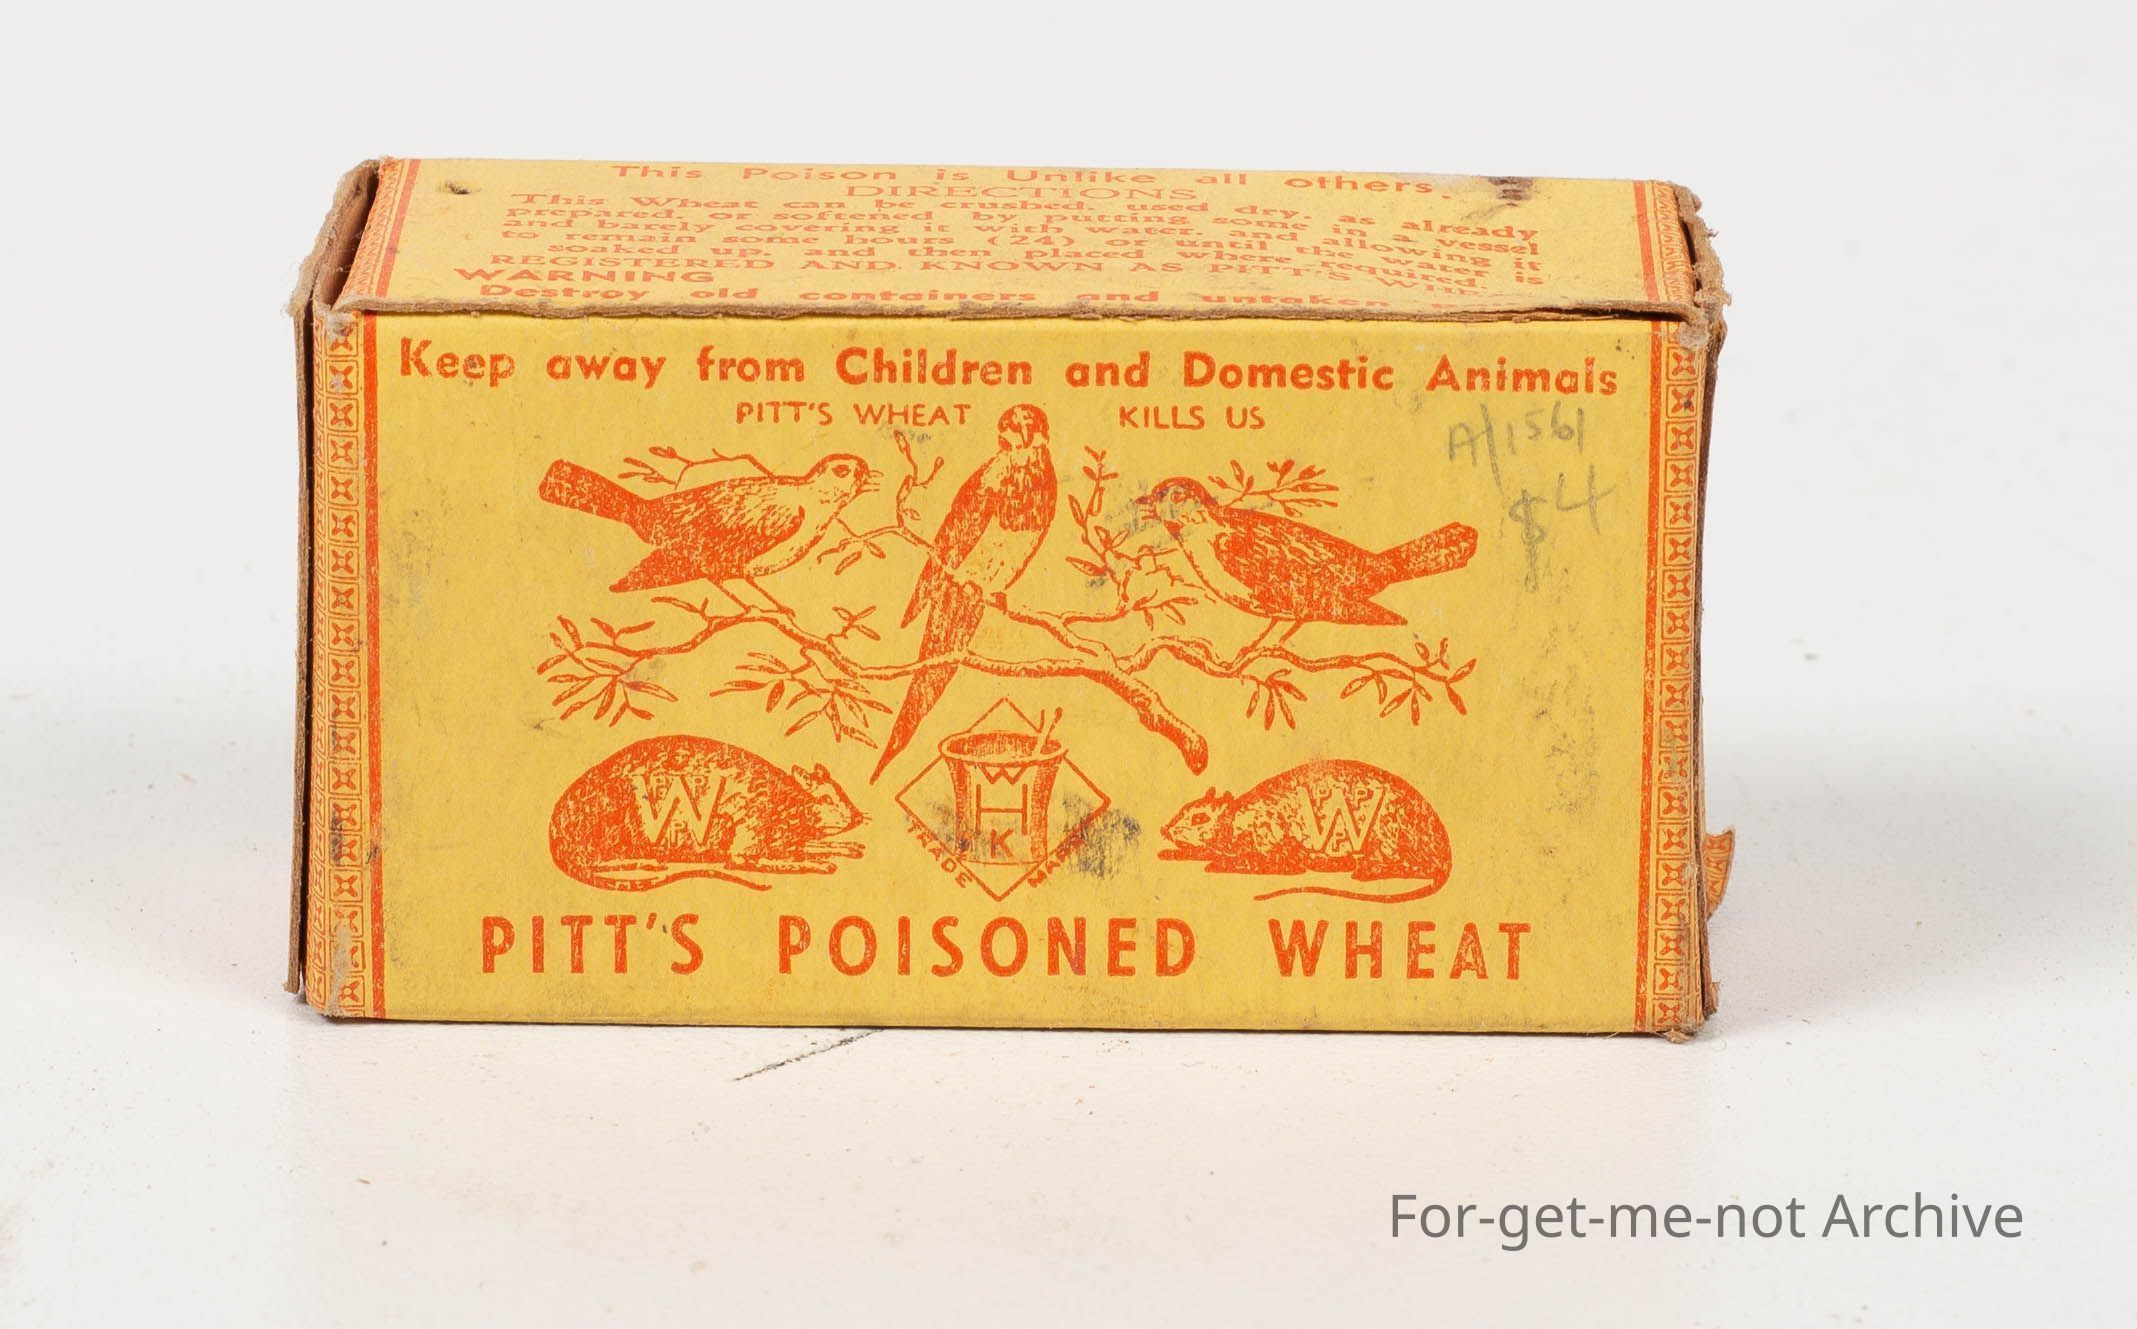 This Poison is Unlike all others.
DIRECTIONS
This Wheat can be crushed, used dry, as already
prepared, or softened by putting some in a vessel
and barely covering it with water, and allowing it
to remain some hours (24) or until the water is
soaked up, and then placed where required.
REGISTERED AND KNOWN AS PITT'S
WARNING
Destroy old containers and untaken
Keep away from Children and Domestic Animals
PITT'S WHEAT KILLS US
A/1561
$4
W
P P P P W
W
H
K
TRADE MARK
PITT'S POISONED WHEAT
For-get-me-not Archive